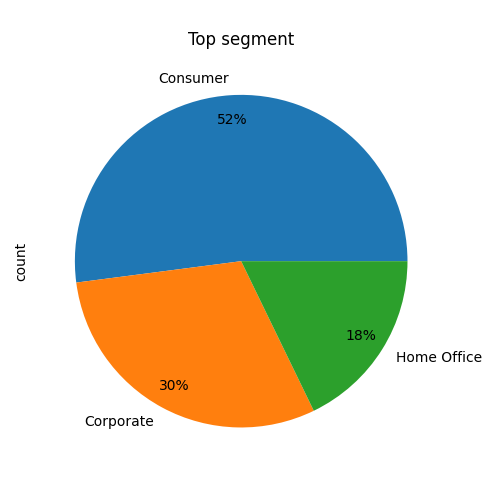 Top segment
Consumer
52%
count
18%
Home Office
30%
Corporate